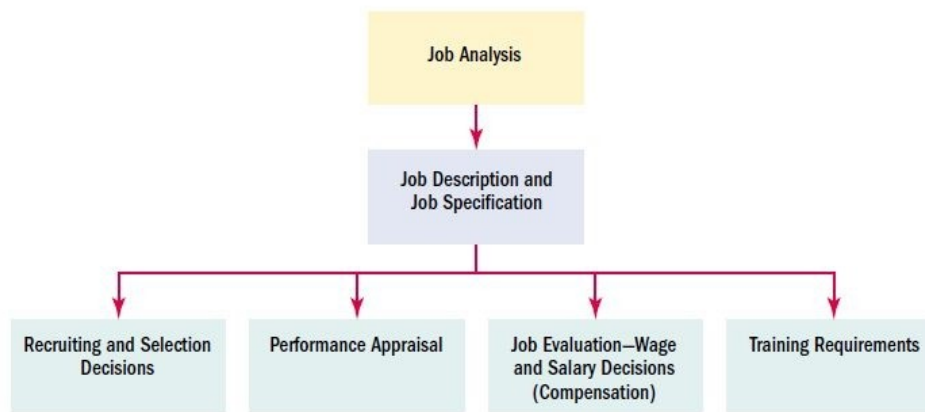 Job Analysis
Job Description and
Job Specification
Recruiting and Selection
Decisions
Performance Appraisal
Job Evaluation—Wage
and Salary Decisions
(Compensation)
Training Requirements